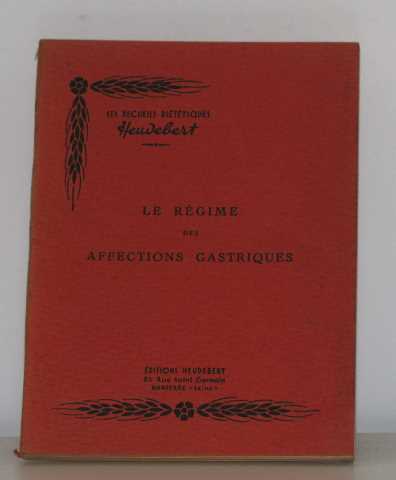 LES RECUEILS DIÉTÉTIQUES
Heudebert
LE RÉGIME
DES
AFFECTIONS GASTRIQUES
ÉDITIONS HEUDEBERT
85 Rue Saint Germain
NANTERRE (Seine)